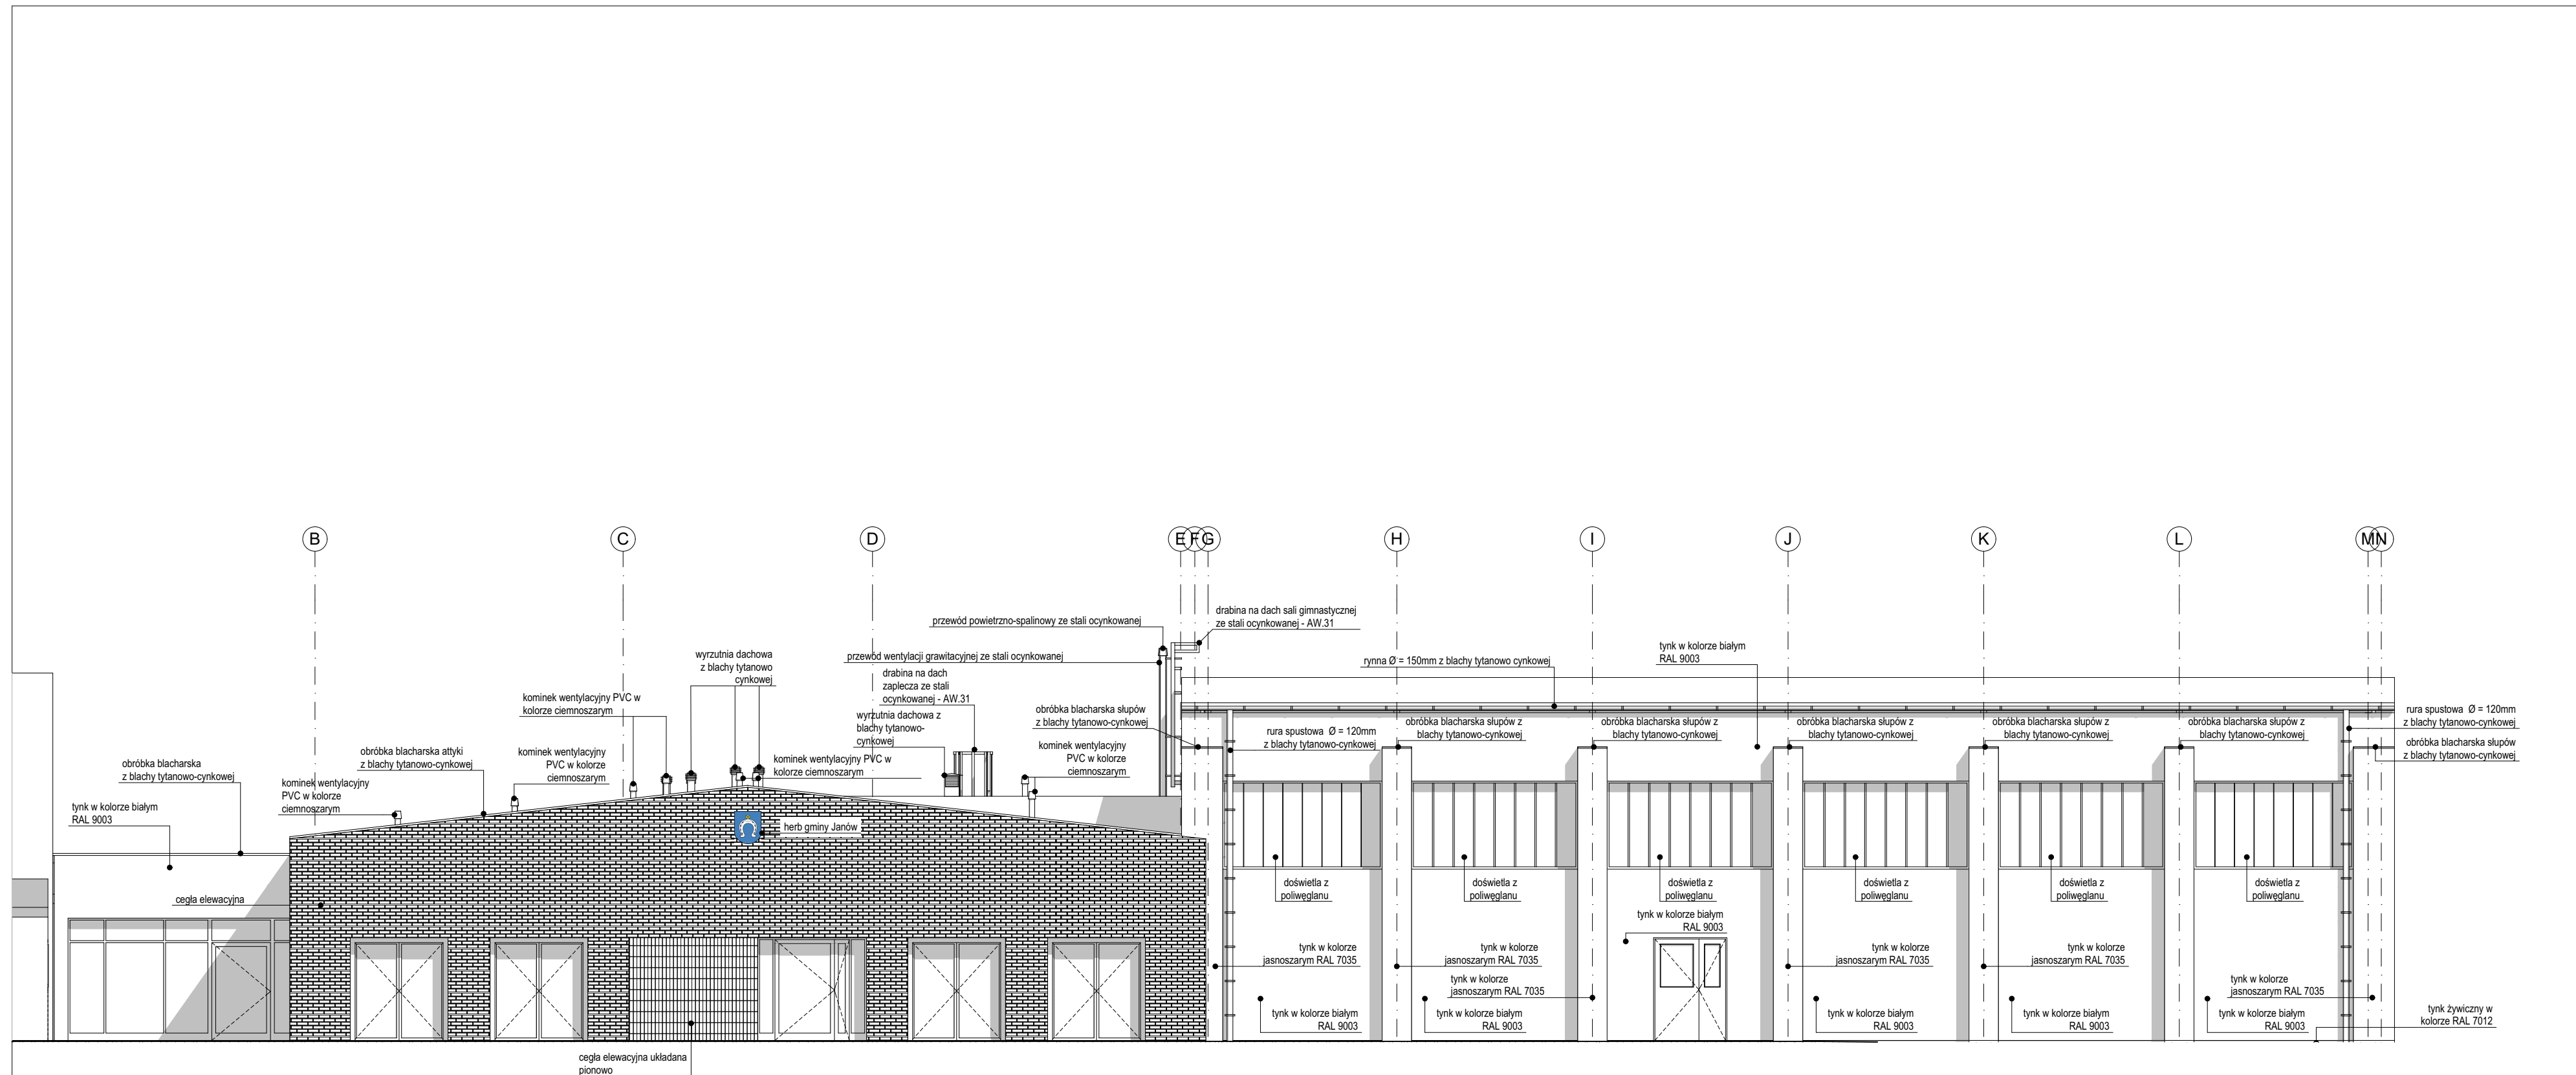 B
C
D
E
F
G
H
I
J
K
L
M
N
drabina na dach sali gimnastycznej
ze stali ocynkowanej - AW.31
przewód powietrzno-spalinowy ze stali ocynkowanej
przewód wentylacji grawitacyjnej ze stali ocynkowanej
wyrzutnia dachowa
z blachy tytanowo
cynkowej
drabina na dach
zaplecza ze stali
ocynkowanej - AW.31
rynna Ø = 150mm z blachy tytanowo cynkowej
tynk w kolorze białym
RAL 9003
kominek wentylacyjny PVC w
kolorze ciemnoszarym
wyrzutnia dachowa z
blachy tytanowo-
cynkowej
obróbka blacharska słupów
z blachy tytanowo-cynkowej
rura spustowa Ø = 120mm
z blachy tytanowo-cynkowej
obróbka blacharska słupów z
blachy tytanowo-cynkowej
obróbka blacharska słupów z
blachy tytanowo-cynkowej
obróbka blacharska słupów z
blachy tytanowo-cynkowej
obróbka blacharska słupów z
blachy tytanowo-cynkowej
obróbka blacharska słupów z
blachy tytanowo-cynkowej
rura spustowa Ø = 120mm
z blachy tytanowo-cynkowej
obróbka blacharska słupów
z blachy tytanowo-cynkowej
obróbka blacharska
z blachy tytanowo-cynkowej
obróbka blacharska attyki
z blachy tytanowo-cynkowej
kominek wentylacyjny
PVC w kolorze
ciemnoszarym
kominek wentylacyjny PVC w
kolorze ciemnoszarym
kominek wentylacyjny
PVC w kolorze
ciemnoszarym
kominek wentylacyjny
PVC w kolorze
ciemnoszarym
tynk w kolorze białym
RAL 9003
herb gminy Janów
cegła elewacyjna
doświetla z
poliwęglanu
doświetla z
poliwęglanu
doświetla z
poliwęglanu
doświetla z
poliwęglanu
doświetla z
poliwęglanu
doświetla z
poliwęglanu
tynk w kolorze białym
RAL 9003
tynk w kolorze
jasnoszarym RAL 7035
tynk w kolorze
jasnoszarym RAL 7035
tynk w kolorze
jasnoszarym RAL 7035
tynk w kolorze
jasnoszarym RAL 7035
tynk w kolorze
jasnoszarym RAL 7035
tynk w kolorze
jasnoszarym RAL 7035
tynk w kolorze białym
RAL 9003
tynk w kolorze białym
RAL 9003
tynk w kolorze białym
RAL 9003
tynk w kolorze białym
RAL 9003
tynk w kolorze białym
RAL 9003
tynk żywiczny w
kolorze RAL 7012
cegła elewacyjna układana
pionowo